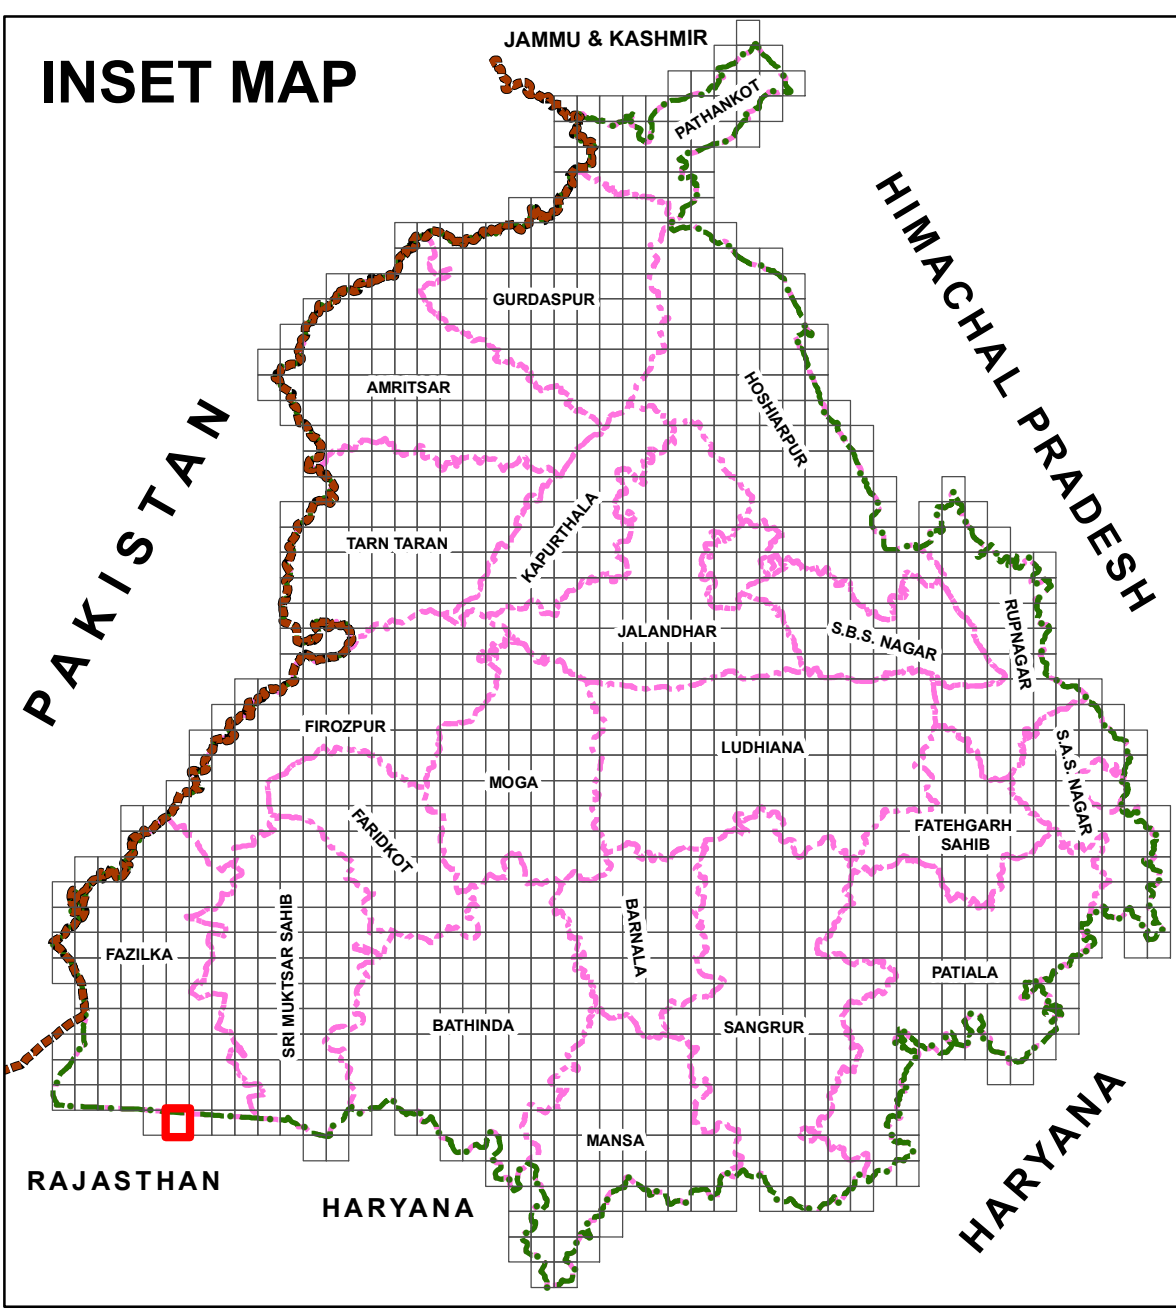 JAMMU & KASHMIR
INSET MAP
PATHANKOT
HIMACHAL PRADESH
GURDASPUR
AMRITSAR
HOSHIARPUR
PAKISTAN
KAPURTHALA
TARN TARAN
JALANDHAR
S.B.S. NAGAR
RUPNAGAR
FIROZPUR
LUDHIANA
S.A.S. NAGAR
MOGA
FARIDKOT
FATEHGARH
SAHIB
SRI MUKTSAR SAHIB
BARNALA
FAZILKA
PATIALA
BATHINDA
SANGRUR
MANSA
RAJASTHAN
HARYANA
HARYANA